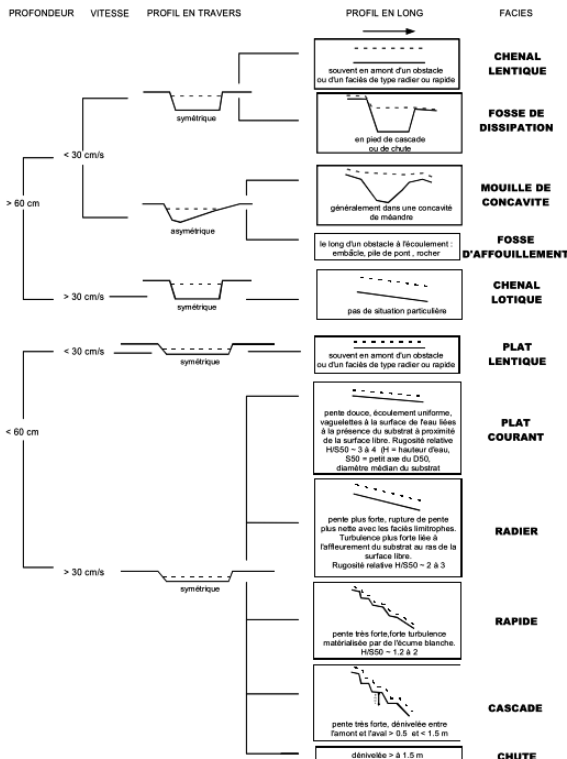 PROFONDEUR VITESSE PROFIL EN TRAVERS PROFIL EN LONG FACIES
souvent en amont d'un obstacle
ou d'un faciès de type radier ou rapide
CHENAL
LENTIQUE
symétrique
en pied de cascade
ou de chute
FOSSE DE
DISSIPATION
< 30 cm/s
> 60 cm
asymétrique
généralement dans une concavité
de méandre
MOUILLE DE
CONCAVITE
le long d'un obstacle à l'écoulement :
embâcle, pile de pont , rocher
FOSSE
D'AFFOUILLEMENT
> 30 cm/s
symétrique
pas de situation particulière
CHENAL
LOTIQUE
< 30 cm/s
symétrique
souvent en amont d'un obstacle
ou d'un faciès de type radier ou rapide
PLAT
LENTIQUE
< 60 cm
pente douce, écoulement uniforme,
vaguelettes à la surface de l'eau liées
à la présence du substrat à proximité
de la surface libre. Rugosité relative
H/S50 ~ 3 à 4 (H = hauteur d'eau,
S50 = petit axe du D50,
diamètre médian du substrat
PLAT
COURANT
pente plus forte, rupture de pente
plus nette avec les faciès limitrophes.
Turbulence plus forte liée à
l'affleurement du substrat au ras de la
surface libre.
Rugosité relative H/S50 ~ 2 à 3
RADIER
> 30 cm/s
symétrique
pente très forte,forte turbulence
matérialisée par de l'écume blanche.
H/S50 ~ 1.2 à 2
RAPIDE
pente très forte, dénivelée entre
l'amont et l'aval > 0.5 et < 1.5 m
CASCADE
dénivelée > à 1.5 m
CHUTE